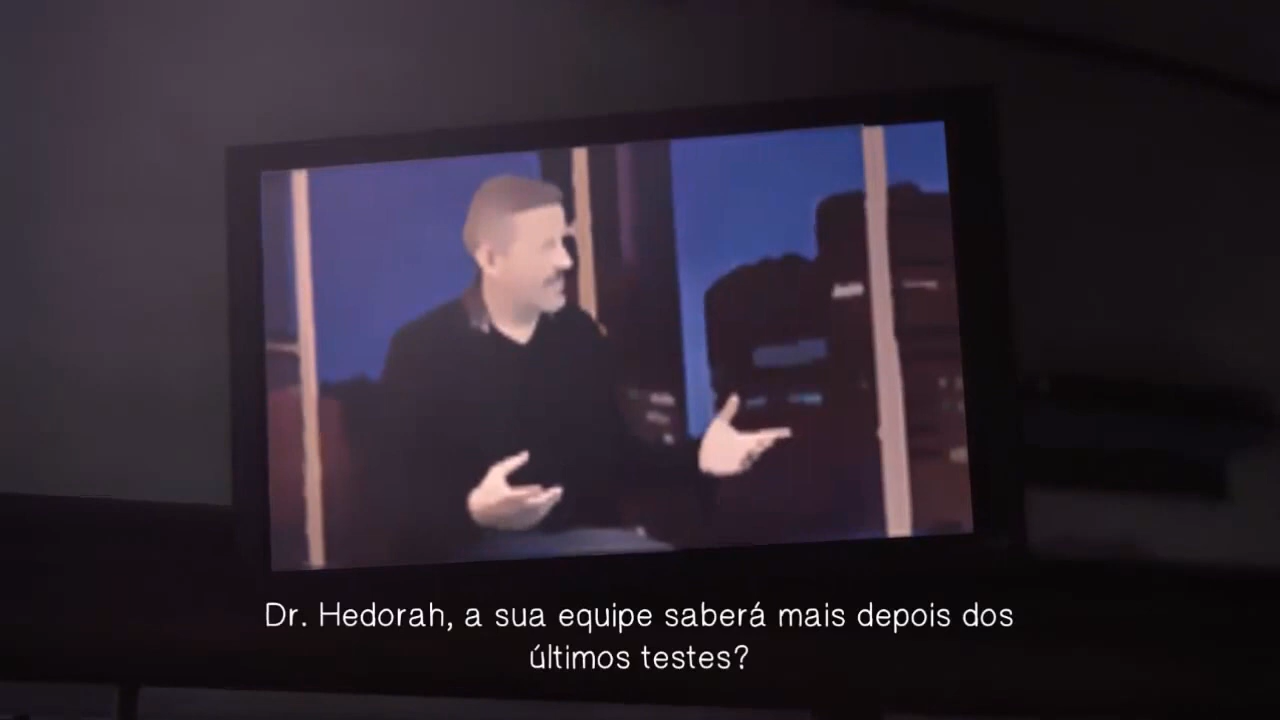 Dr. Hedorah, a sua equipe saberá mais depois dos
últimos testes?